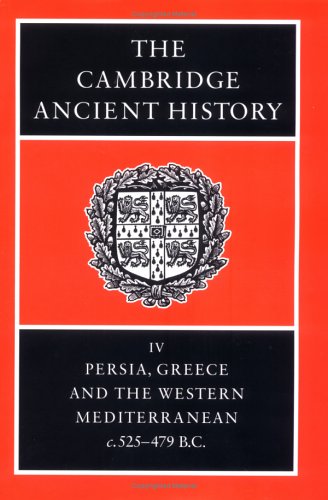 THE
CAMBRIDGE
ANCIENT HISTORY
IV
PERSIA, GREECE
AND THE WESTERN
MEDITERRANEAN
c.525–479 B.C.